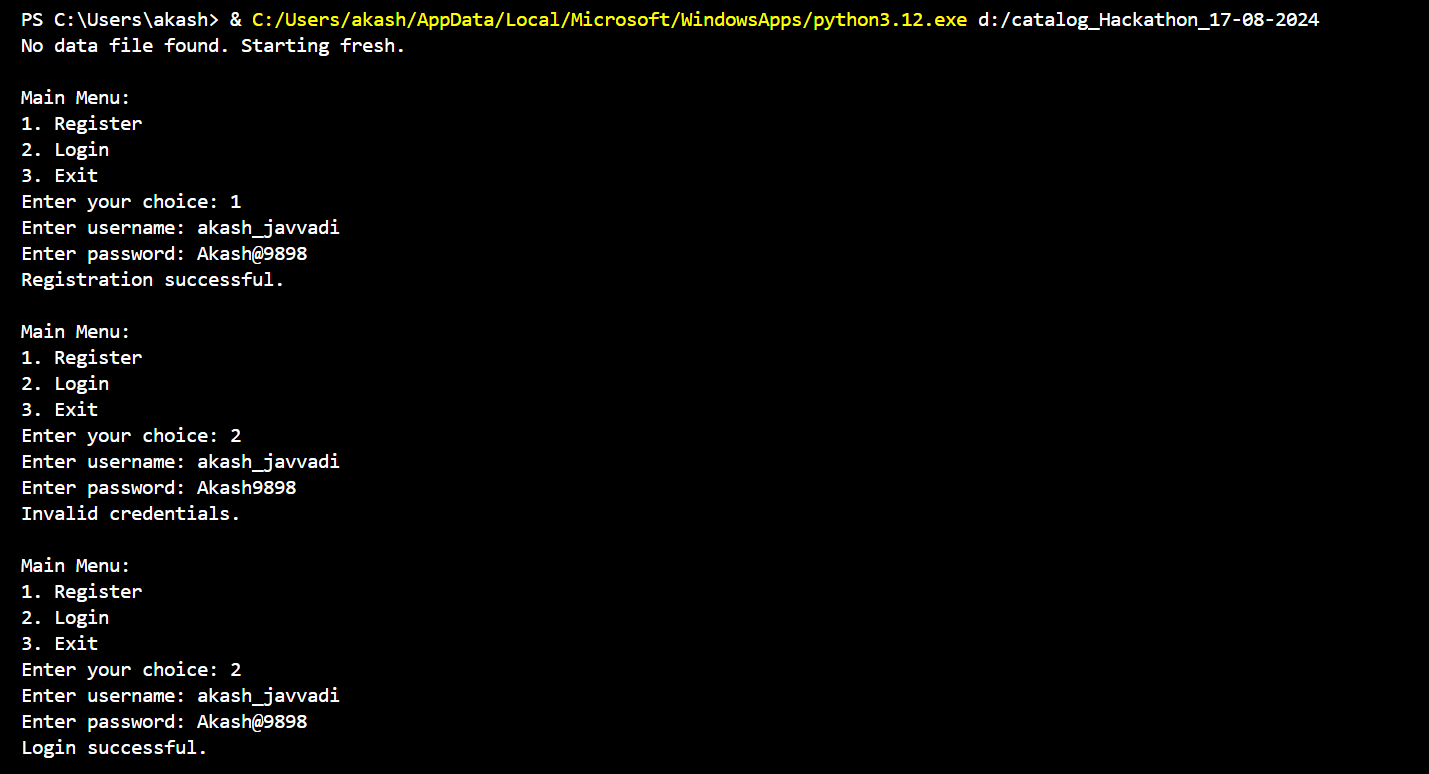 PS C:\Users\akash> & C:/Users/akash/AppData/Local/Microsoft/WindowsApps/python3.12.exe d:/catalog_Hackathon_17-08-2024
No data file found. Starting fresh.
Main Menu:
1. Register
2. Login
3. Exit
Enter your choice: 1
Enter username: akash_javvadi
Enter password: Akash@9898
Registration successful.
Main Menu:
1. Register
2. Login
3. Exit
Enter your choice: 2
Enter username: akash_javvadi
Enter password: Akash9898
Invalid credentials.
Main Menu:
1. Register
2. Login
3. Exit
Enter your choice: 2
Enter username: akash_javvadi
Enter password: Akash@9898
Login successful.